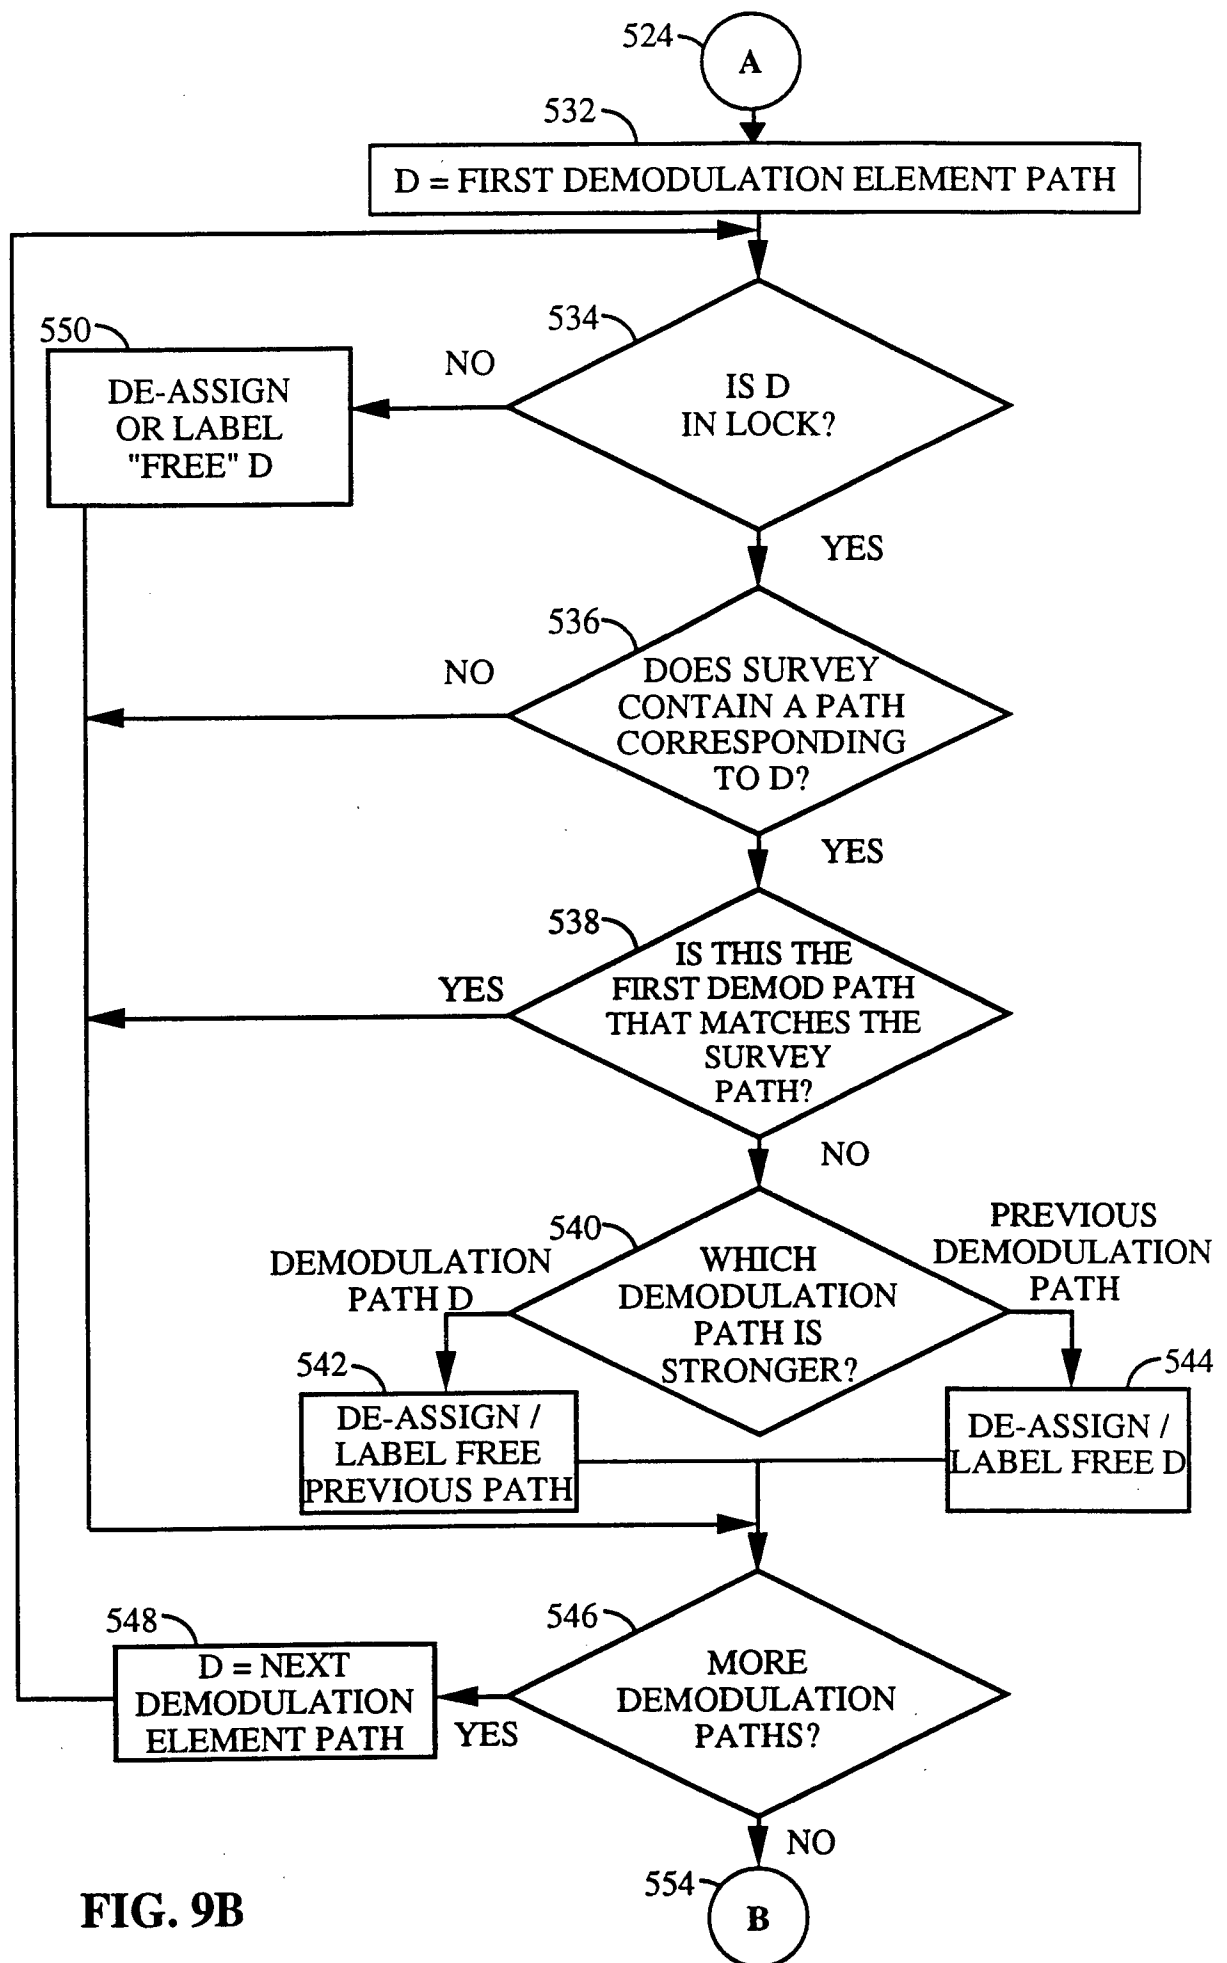 524
A
532
D = FIRST DEMODULATION ELEMENT PATH
534
IS D
IN LOCK?
NO
550
DE-ASSIGN
OR LABEL
"FREE" D
YES
536
DOES SURVEY
CONTAIN A PATH
CORRESPONDING
TO D?
NO
YES
538
IS THIS THE
FIRST DEMOD PATH
THAT MATCHES THE
SURVEY
PATH?
YES
NO
540
WHICH
DEMODULATION
PATH IS
STRONGER?
DEMODULATION
PATH D
PREVIOUS
DEMODULATION
PATH
542
DE-ASSIGN /
LABEL FREE
PREVIOUS PATH
544
DE-ASSIGN /
LABEL FREE D
546
MORE
DEMODULATION
PATHS?
548
D = NEXT
DEMODULATION
ELEMENT PATH
YES
NO
554
B
FIG. 9B